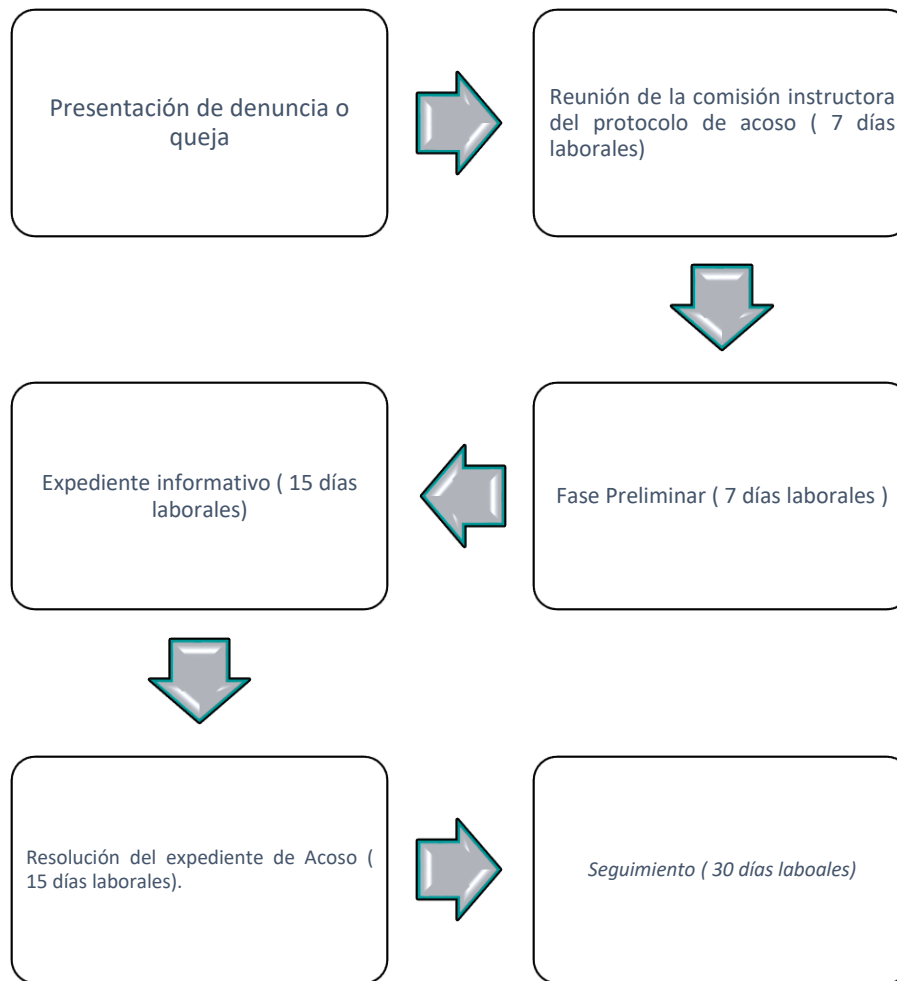 Presentación de denuncia o
queja
Reunión de la comisión instructora
del protocolo de acoso ( 7 días
laborales)
Fase Preliminar ( 7 días laborales )
Expediente informativo ( 15 días
laborales)
Resolución del expediente de Acoso (
15 días laborales).
Seguimiento ( 30 días laboales)